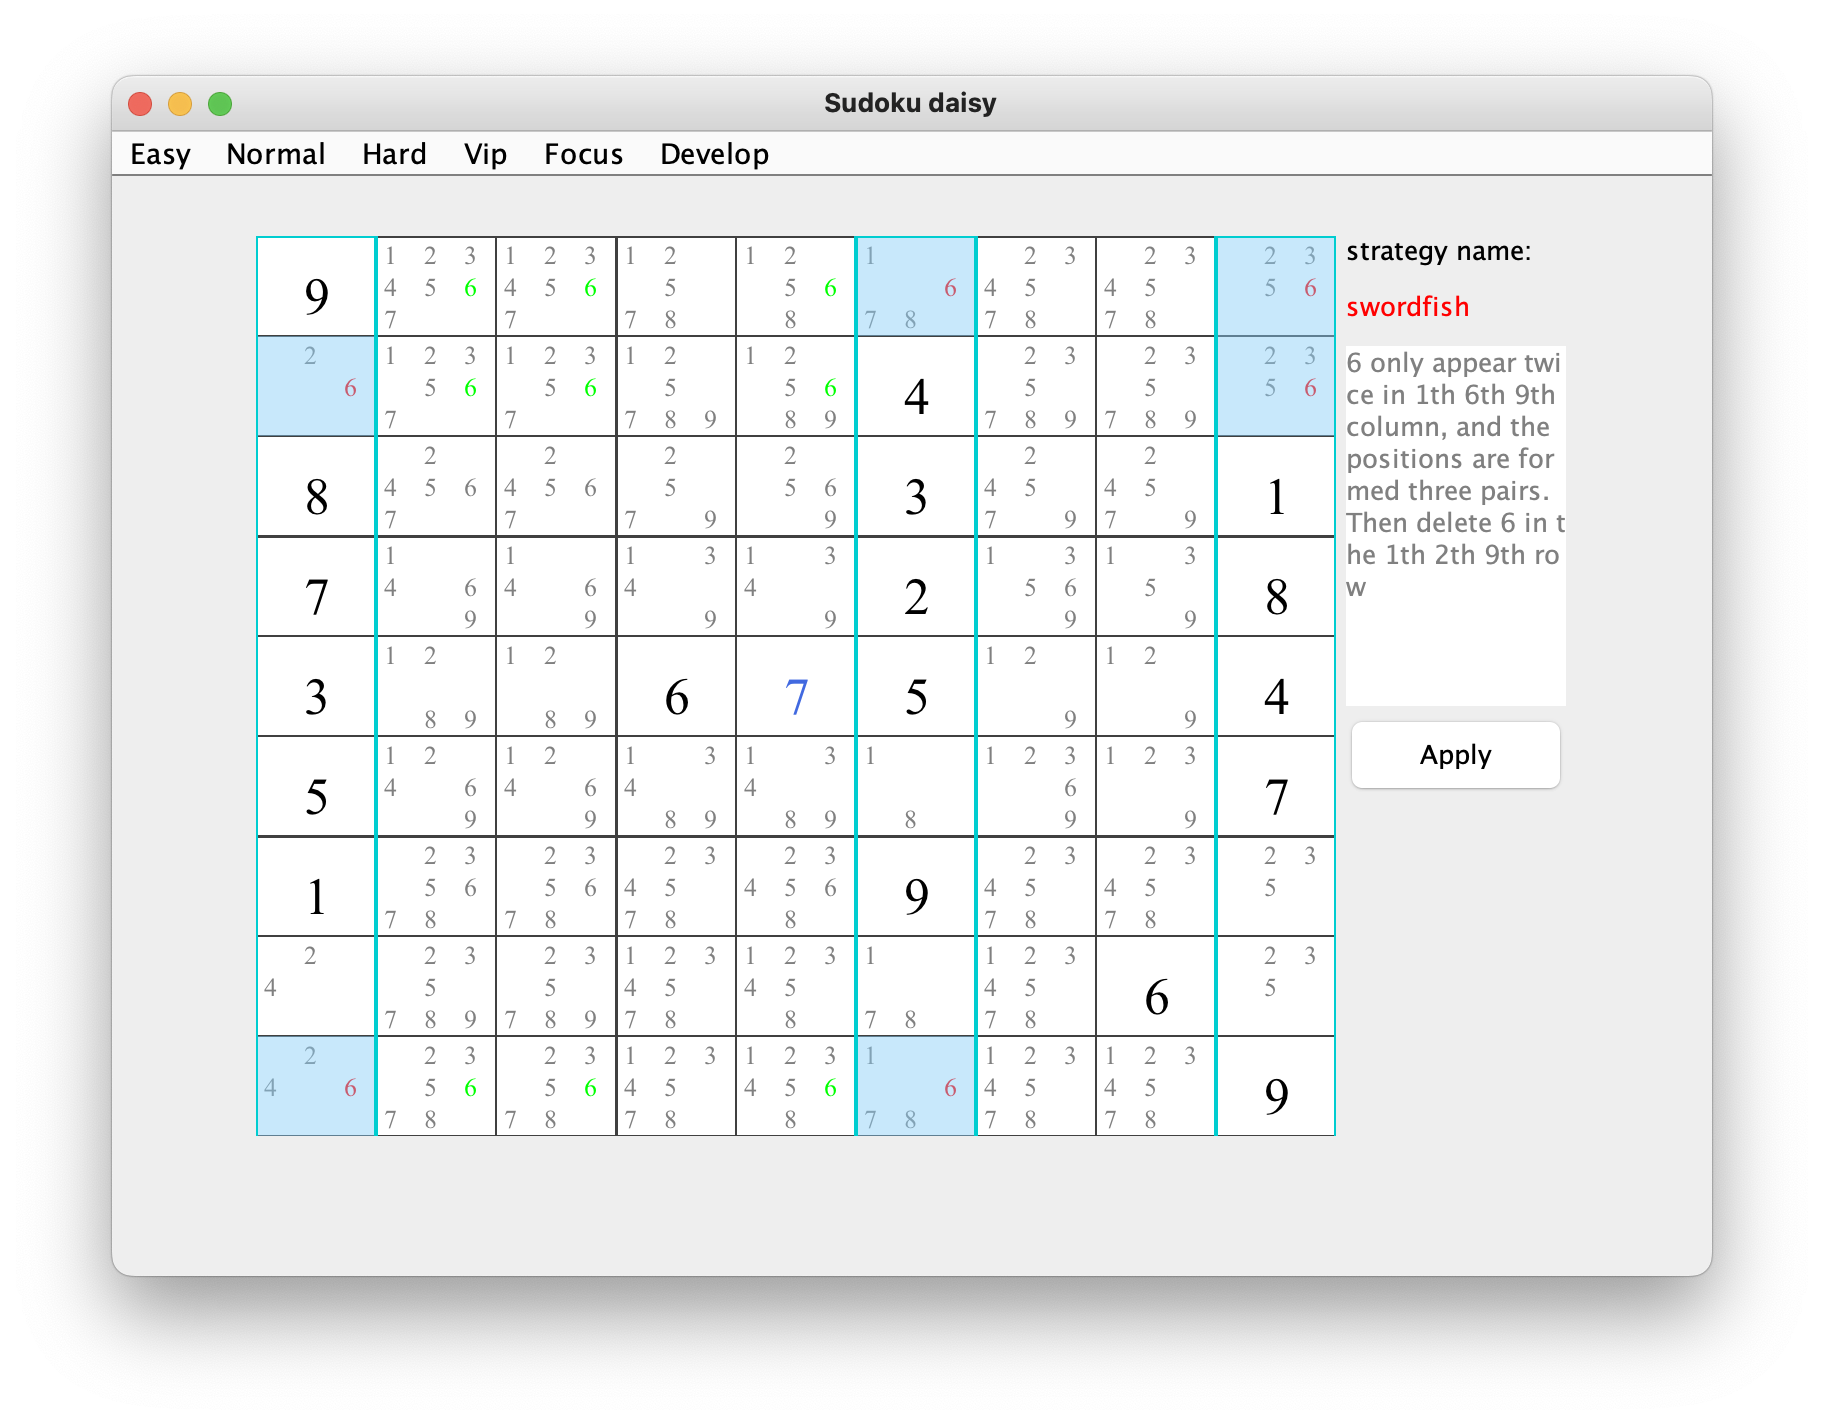 Sudoku daisy
Easy Normal Hard Vip Focus Develop
strategy name:
swordfish
6 only appear twi
ce in 1th 6th 9th
column, and the
positions are for
med three pairs.
Then delete 6 in t
he 1th 2th 9th ro
w
Apply
9 1 2 3 1 2 3 1 2 1 2 1 2 3 2 3 2 3
4 5 6 4 5 6 5 5 6 6 4 5 4 5 5 6
7 7 7 8 8 7 8 7 8 7 8
2 1 2 3 1 2 3 1 2 1 2 4 2 3 2 3 2 3
6 5 6 5 6 5 5 6 5 5 5 6
7 7 7 8 9 8 9 7 8 9 7 8 9
8 2 2 2 2 3 2 2 1
4 5 6 4 5 6 5 5 6 4 5 4 5
7 7 7 9 9 7 9 7 9
7 1 1 1 3 1 3 2 1 3 1 3 8
4 6 4 6 4 4 5 6 5
9 9 9 9 9 9
3 1 2 1 2 6 7 5 1 2 1 2 4
8 9 8 9 9 9
5 1 2 1 2 1 3 1 3 1 1 2 3 1 2 3 7
4 6 4 6 4 4 6
9 9 8 9 8 9 8 9 9
1 2 3 2 3 2 3 2 3 9 2 3 2 3 2 3
5 6 5 6 4 5 4 5 6 4 5 4 5 5
7 8 7 8 7 8 8 7 8 7 8
2 2 3 2 3 1 2 3 1 2 3 1 1 2 3 6 2 3
4 5 5 4 5 4 5 4 5 5
7 8 9 7 8 9 7 8 8 7 8 7 8
2 2 3 2 3 1 2 3 1 2 3 1 1 2 3 1 2 3 9
4 6 5 6 5 6 4 5 4 5 6 6 4 5 4 5
7 8 7 8 7 8 8 7 8 7 8 7 8